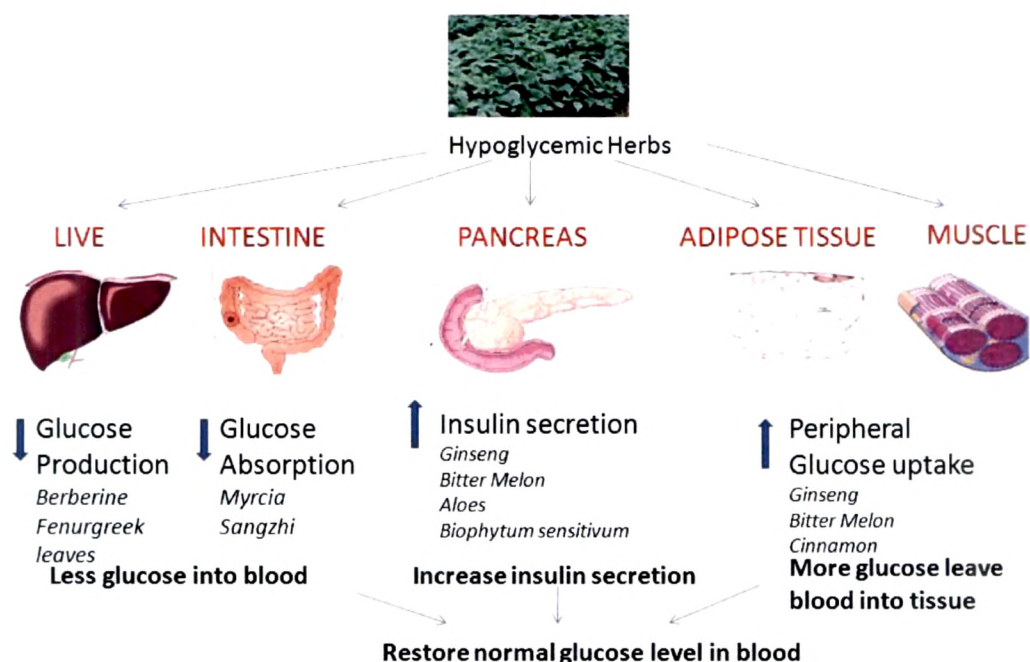 Hypoglycemic Herbs
LIVE
INTESTINE
PANCREAS
ADIPOSE TISSUE
MUSCLE
Glucose
Production
Berberine
Fenurgreek
leaves
Glucose
Absorption
Myrcia
Sangzhi
Less glucose into blood
Insulin secretion
Ginseng
Bitter Melon
Aloes
Biophytum sensitivum
Increase insulin secretion
Peripheral
Glucose uptake
Ginseng
Bitter Melon
Cinnamon
More glucose leave
blood into tissue
Restore normal glucose level in blood